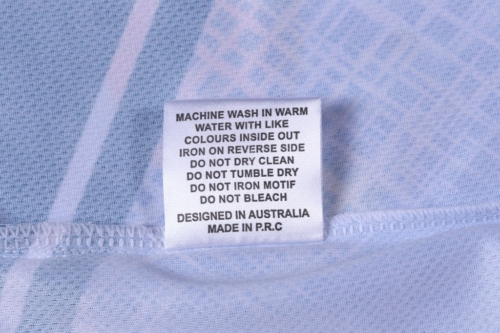 MACHINE WASH IN WARM
WATER WITH LIKE
COLOURS INSIDE OUT
IRON ON REVERSE SIDE
DO NOT DRY CLEAN
DO NOT TUMBLE DRY
DO NOT IRON MOTIF
DO NOT BLEACH
DESIGNED IN AUSTRALIA
MADE IN P.R.C